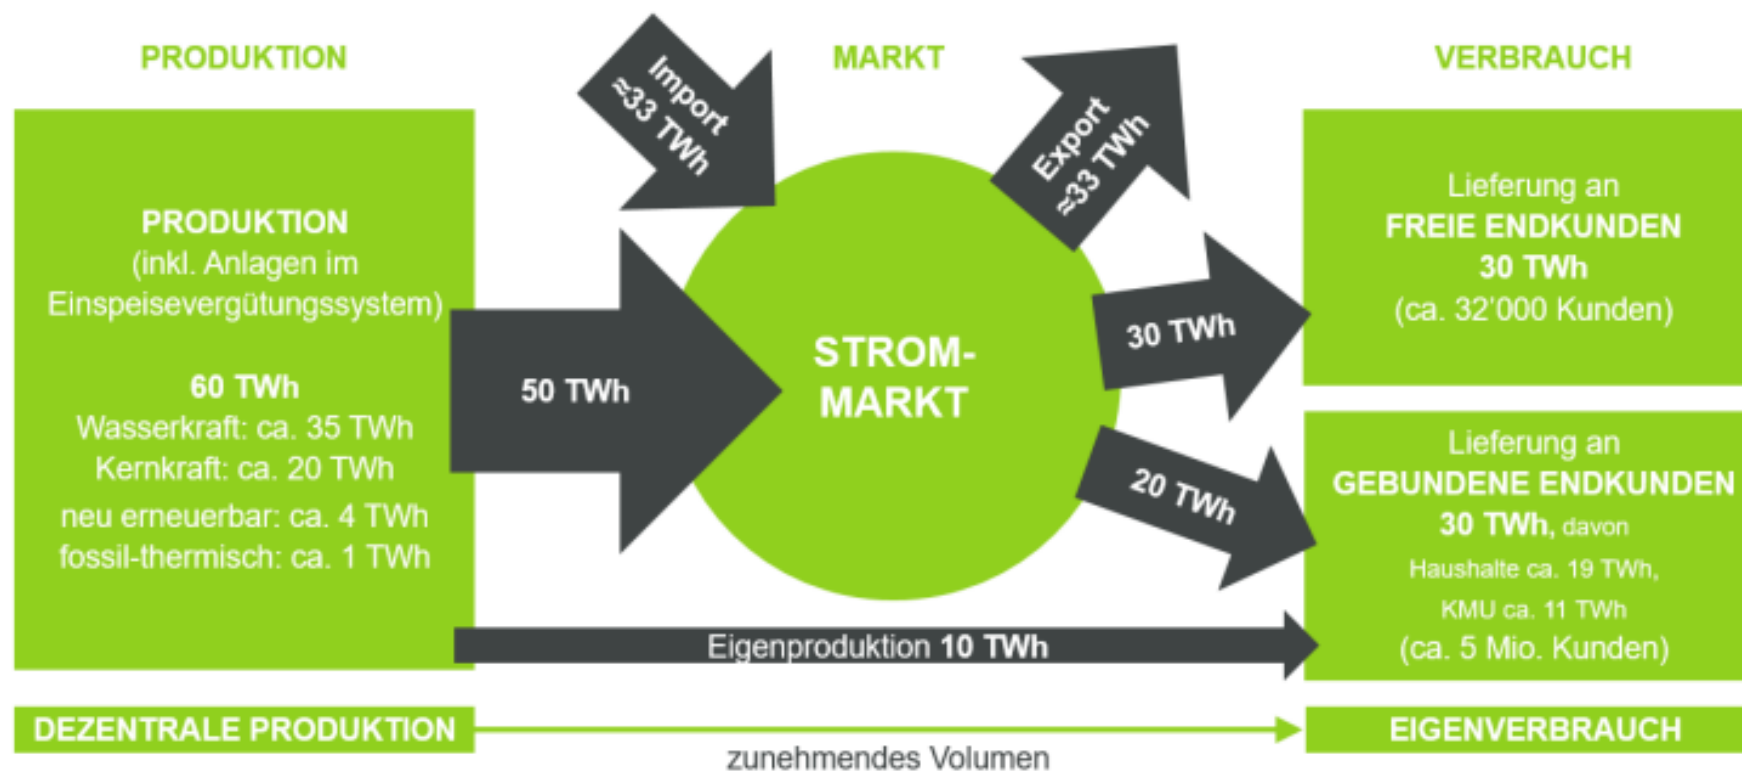 PRODUKTION
MARKT
VERBRAUCH
PRODUKTION
(inkl. Anlagen im
Einspeisevergütungssystem)
60 TWh
Wasserkraft: ca. 35 TWh
Kernkraft: ca. 20 TWh
neu erneuerbar: ca. 4 TWh
fossil-thermisch: ca. 1 TWh
Import
≈33 TWh
50 TWh
STROM-
MARKT
Export
≈33 TWh
30 TWh
20 TWh
Eigenproduktion 10 TWh
Lieferung an
FREIE ENDKUNDEN
30 TWh
(ca. 32’000 Kunden)
Lieferung an
GEBUNDENE ENDKUNDEN
30 TWh, davon
Haushalte ca. 19 TWh,
KMU ca. 11 TWh
(ca. 5 Mio. Kunden)
DEZENTRALE PRODUKTION
zunehmendes Volumen
EIGENVERBRAUCH